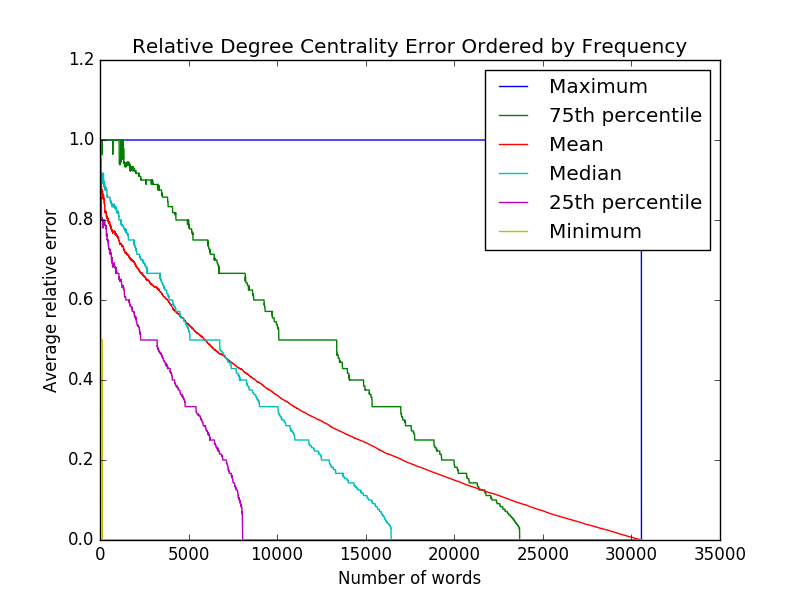 Relative Degree Centrality Error Ordered by Frequency
1.2
1.0
0.8
0.6
0.4
0.2
0.0
Average relative error
Maximum
75th percentile
Mean
Median
25th percentile
Minimum
0 5000 10000 15000 20000 25000 30000 35000
Number of words